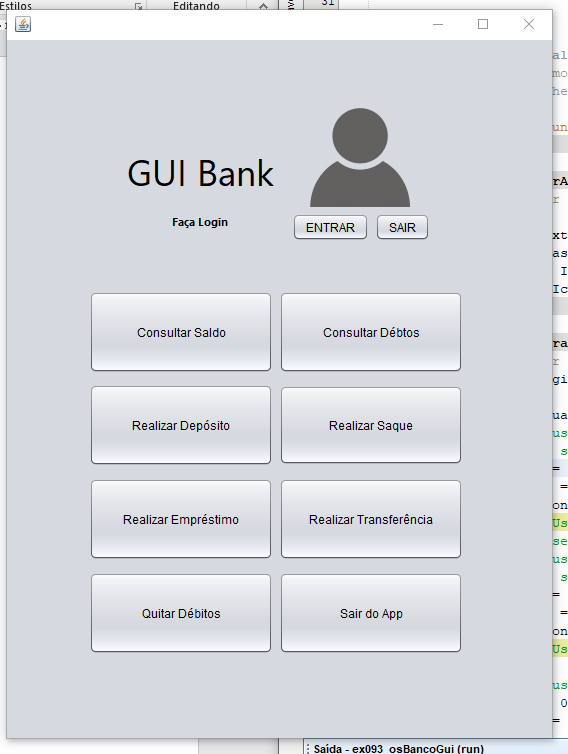 Estilos
Editando
31
GUI Bank
Faça Login
ENTRAR
SAIR
Consultar Saldo
Consultar Débtos
Realizar Depósito
Realizar Saque
Realizar Empréstimo
Realizar Transferência
Quitar Débitos
Sair do App
Saída - ex093_osBancoGui (run)